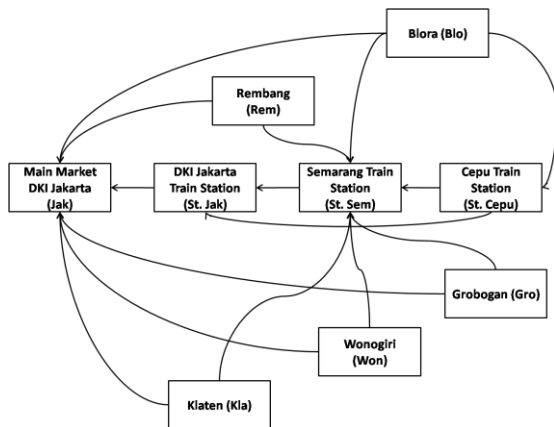 Blora (Blo)
Rembang
(Rem)
Main Market
DKI Jakarta
(Jak)
DKI Jakarta
Train Station
(St. Jak)
Semarang Train
Station
(St. Sem)
Cepu Train
Station
(St. Cepu)
Grobogan (Gro)
Wonogiri
(Won)
Klaten (Kla)